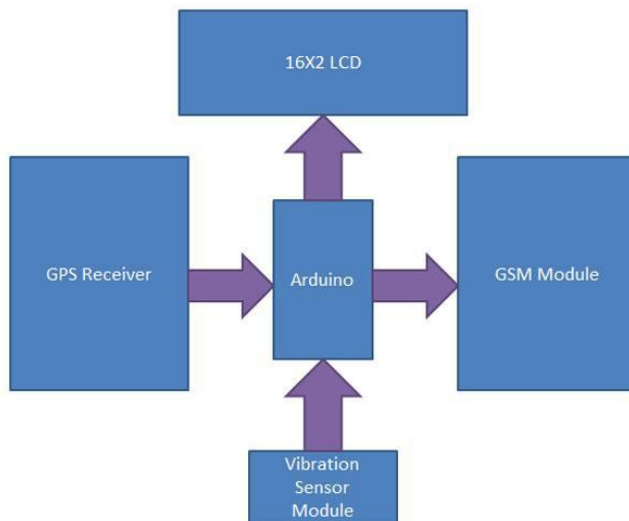 16X2 LCD
GPS Receiver
Arduino
GSM Module
Vibration
Sensor
Module